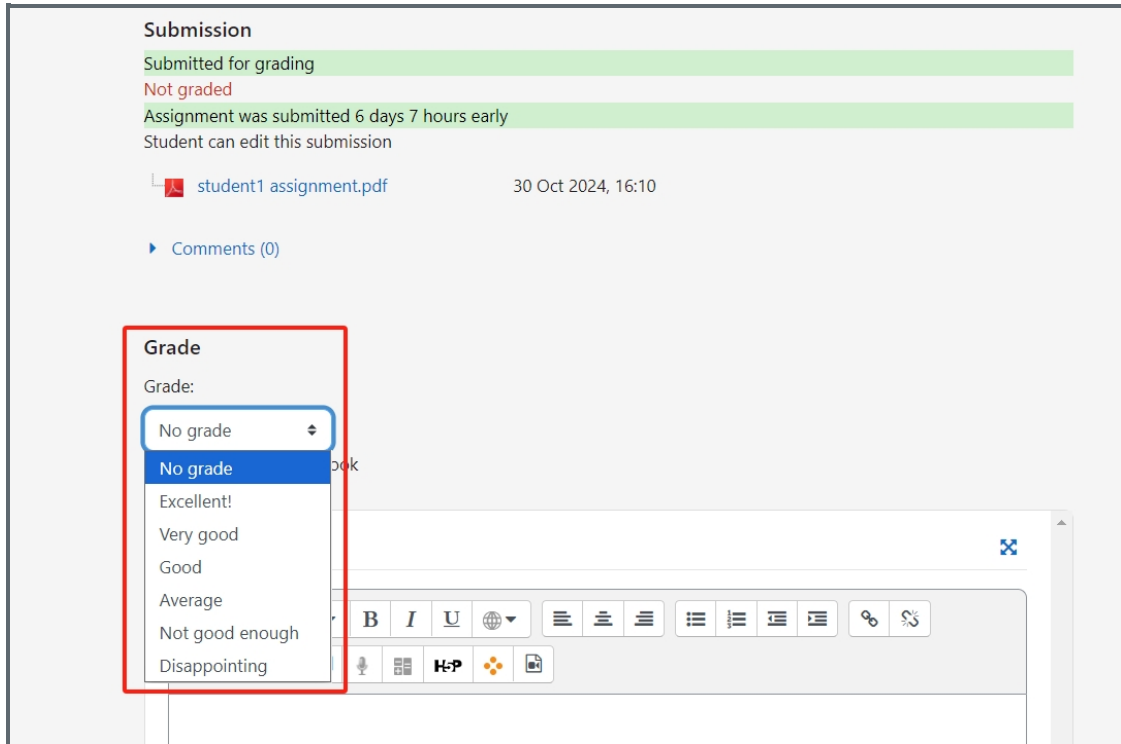 Submission
Submitted for grading
Not graded
Assignment was submitted 6 days 7 hours early
Student can edit this submission
student1 assignment.pdf 30 Oct 2024, 16:10
Comments (0)
Grade
Grade:
No grade
No grade
Excellent!
Very good
Good
Average
Not good enough
Disappointing
B I U
H5P